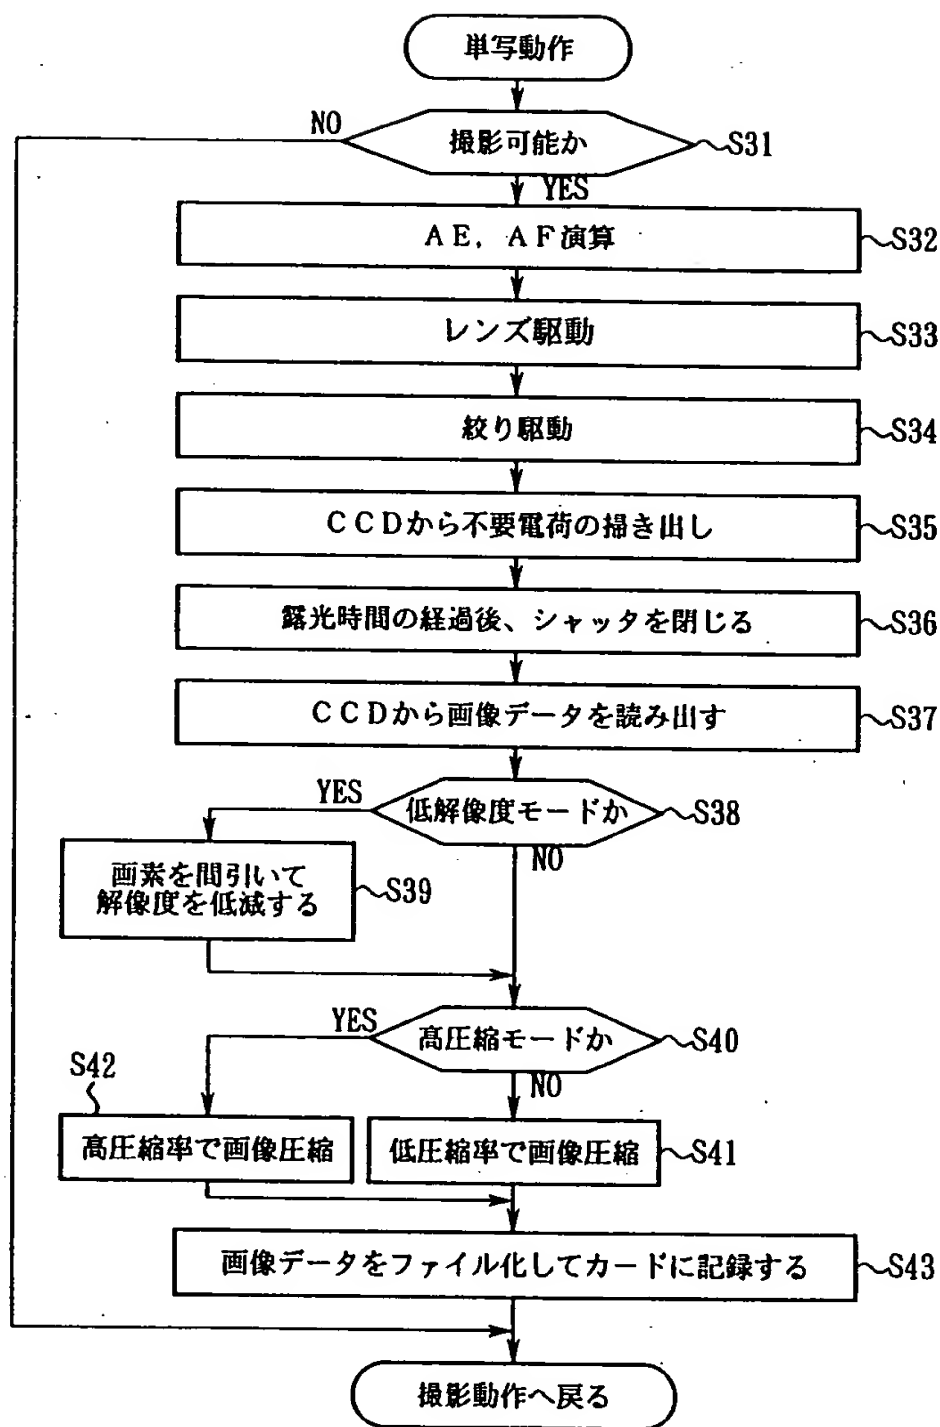 単写動作
NO
撮影可能か
S31
YES
AE,AF演算
S32
レンズ駆動
S33
絞り駆動
S34
CCDから不要電荷の掃き出し
S35
露光時間の経過後、シャッタを閉じる
S36
CCDから画像データを読み出す
S37
YES
低解像度モードか
S38
NO
画素を間引いて
解像度を低減する
S39
YES
高圧縮モードか
S40
NO
S42
高圧縮率で画像圧縮
低圧縮率で画像圧縮
S41
画像データをファイル化してカードに記録する
S43
撮影動作へ戻る